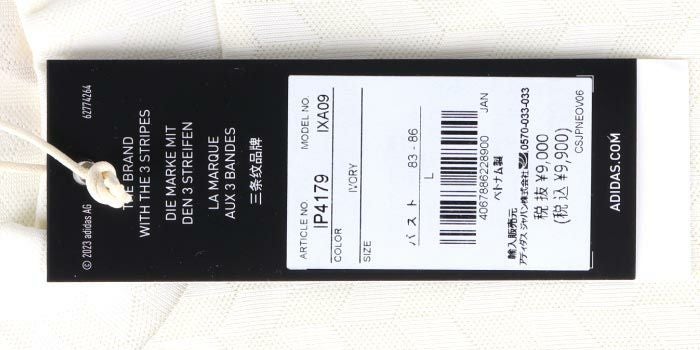 62774264
© 2023 adidas AG
THE BRAND
WITH THE 3 STRIPES
DIE MARKE MIT
DEN 3 STREIFEN
LA MARQUE
AUX 3 BANDES
三条纹品牌
ARTICLE NO.
MODEL NO.
IP4179
IXA09
COLOR
IVORY
SIZE
バスト 83 - 86
L
4067886228900
JAN
ベトナム製
輸入販売元
アディダス ジャパン株式会社 0570-033-033
税 抜 ¥9,000
(税 込 ¥9,900)
CSJPNEOV06
ADIDAS.COM